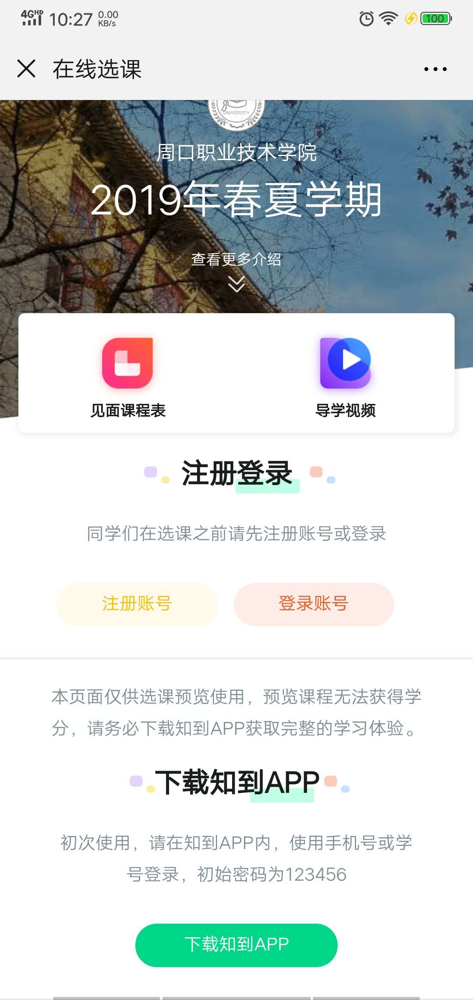 4G HD 10:27 0.00 KB/s 100
在线选课
UNIVERSITY
周口职业技术学院
2019年春夏学期
查看更多介绍
见面课程表 导学视频
注册登录
同学们在选课之前请先注册账号或登录
注册账号 登录账号
本页面仅供选课预览使用，预览课程无法获得学
分，请务必下载知到APP获取完整的学习体验。
下载知到APP
初次使用，请在知到APP内，使用手机号或学
号登录，初始密码为123456
下载知到APP